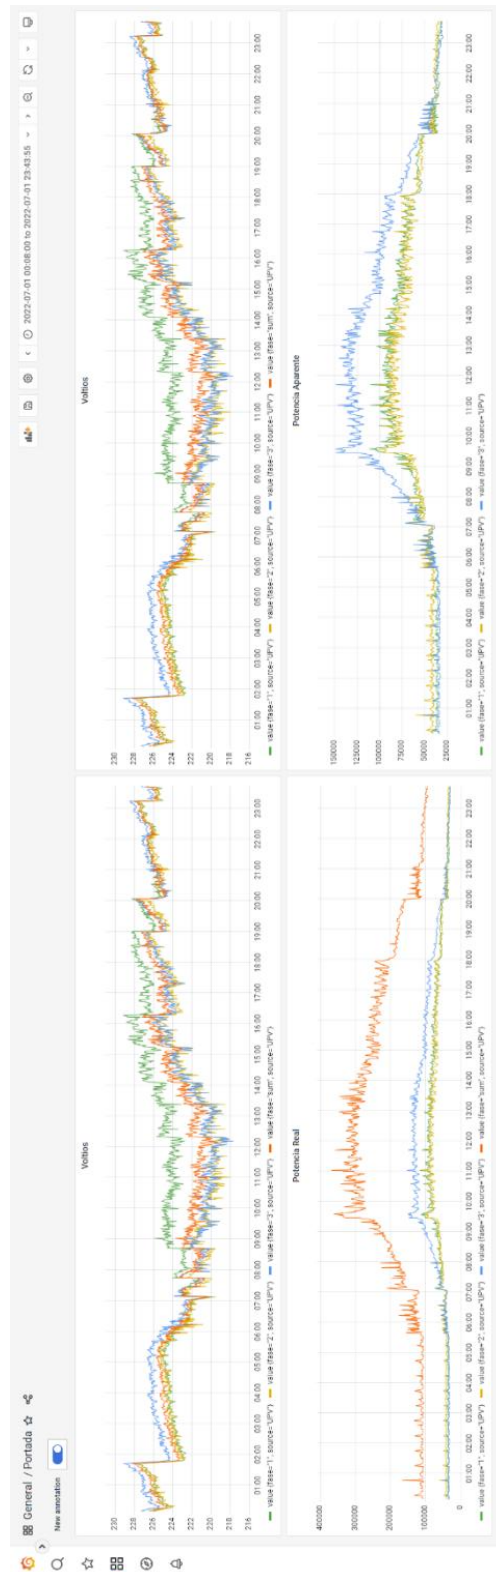 General / Portada
2022-07-01 00:08:00 to 2022-07-01 23:43:55
New annotation
Voltios
230
228
226
224
222
220
218
216
01:00 02:00 03:00 04:00 05:00 06:00 07:00 08:00 09:00 10:00 11:00 12:00 13:00 14:00 15:00 16:00 17:00 18:00 19:00 20:00 21:00 22:00 23:00
value {fase="1", source="UPV"} value {fase="2", source="UPV"} value {fase="3", source="UPV"} value {fase="sum", source="UPV"}
Voltios
230
228
226
224
222
220
218
216
01:00 02:00 03:00 04:00 05:00 06:00 07:00 08:00 09:00 10:00 11:00 12:00 13:00 14:00 15:00 16:00 17:00 18:00 19:00 20:00 21:00 22:00 23:00
value {fase="1", source="UPV"} value {fase="2", source="UPV"} value {fase="3", source="UPV"} value {fase="sum", source="UPV"}
Potencia Real
400000
300000
200000
100000
0
01:00 02:00 03:00 04:00 05:00 06:00 07:00 08:00 09:00 10:00 11:00 12:00 13:00 14:00 15:00 16:00 17:00 18:00 19:00 20:00 21:00 22:00 23:00
value {fase="1", source="UPV"} value {fase="2", source="UPV"} value {fase="3", source="UPV"} value {fase="sum", source="UPV"}
Potencia Aparente
150000
125000
100000
75000
50000
25000
01:00 02:00 03:00 04:00 05:00 06:00 07:00 08:00 09:00 10:00 11:00 12:00 13:00 14:00 15:00 16:00 17:00 18:00 19:00 20:00 21:00 22:00 23:00
value {fase="1", source="UPV"} value {fase="2", source="UPV"} value {fase="3", source="UPV"}